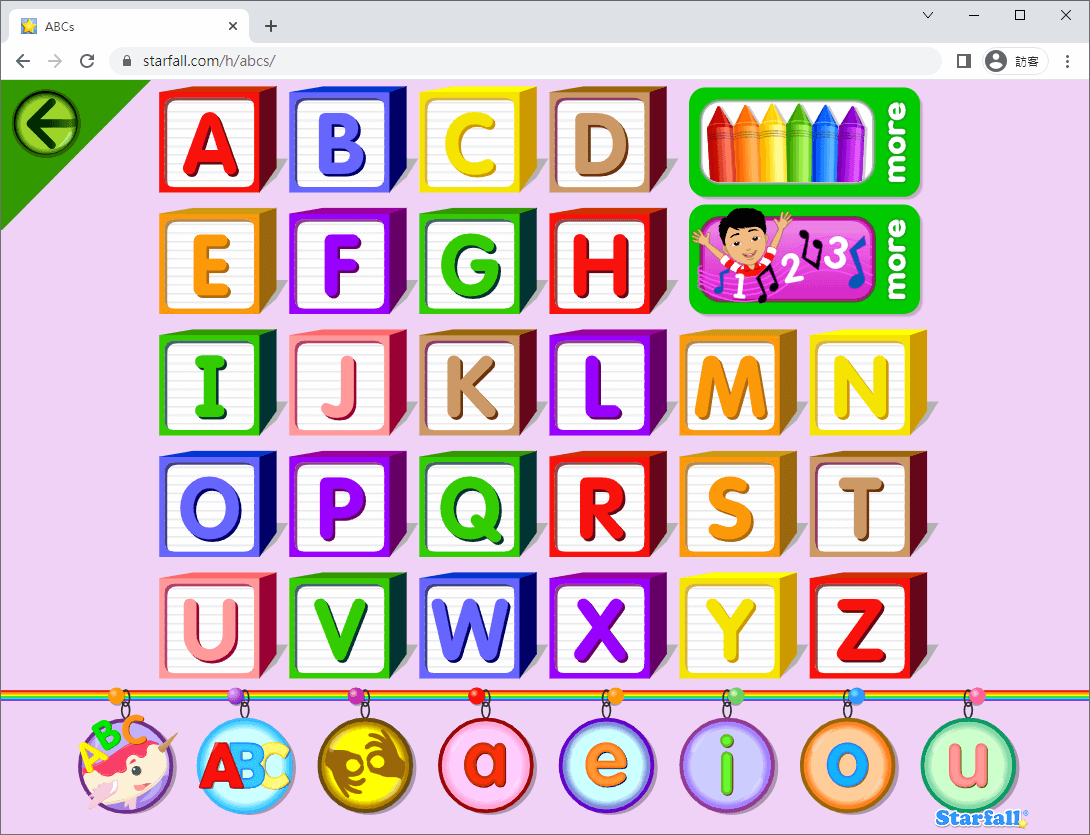 ABCs
starfall.com/h/abcs/
訪客
A B C D
more
E F G H
1 2 3
more
I J K L M N
O P Q R S T
U V W X Y Z
ABC
ABC
a
e
i
o
u
Starfall®